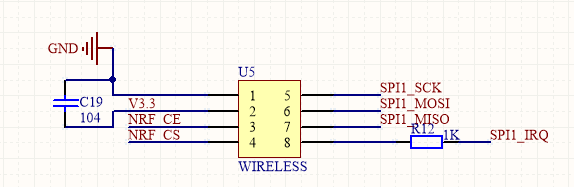 GND
U5
SPI1_SCK
1 5
C19 V3.3 2 6 SPI1_MOSI
104 NRF_CE 3 7 SPI1_MISO
NRF_CS 4 8 R12 1K SPI1_IRQ
WIRELESS